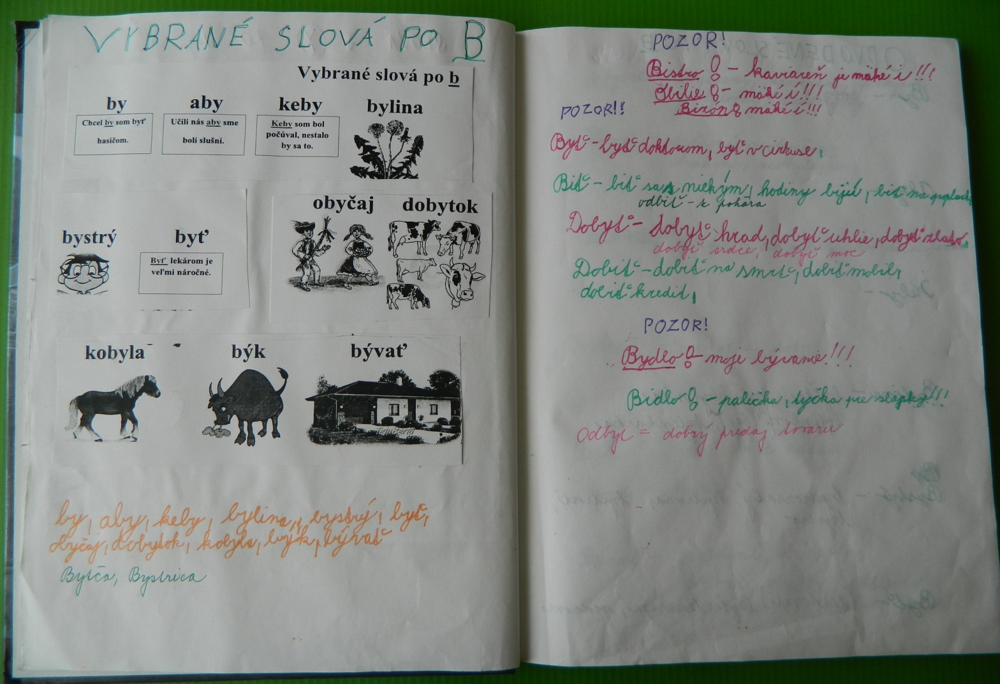 VYBRANÉ SLOVÁ PO B
Vybrané slová po b
by
Chcel by som byť
hasičom.
aby
Učili nás aby sme
boli slušní.
keby
Keby som bol
počúval, nestalo
by sa to.
bylina
bystrý
byť
Byť lekárom je
veľmi náročné.
obyčaj
dobytok
kobyla
býk
bývať
by, aby, keby, bylina, bystrý, byť,
obyčaj, dobytok, kobyla, býk, bývať
Bytča, Bystrica
POZOR!
Bistro! - kaviareň je mäké i!!!
Obilie! - mäké i!!!
POZOR!!
Bizón! mäké i!!!
Byť - byť doktorom, byť v cirkuse,
Biť - biť sa s niekým, hodiny bijú, biť na poplach,
odbiť - z pohára
Dobyť - dobyť hrad, dobyť uhlie, dobyť zlato,
dobyť srdce, dobyť moc
Dobiť - dobiť na smrť, dobiť mobil,
dobiť kredit,
POZOR!
Bydlo! - moje bývanie!!!
Bidlo! - palička, tyčka pre sliepky!!!
Odbyt = dobrý predaj tovaru